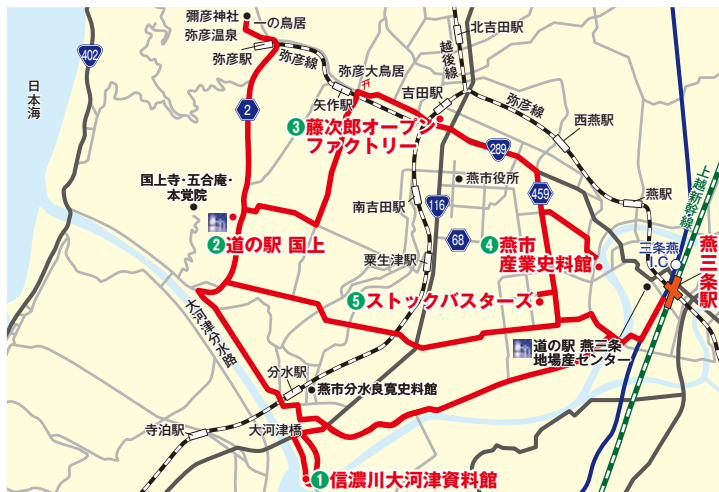 彌彦神社
一の鳥居
弥彦温泉
弥彦駅
弥彦線
北吉田駅
越後線
402
日本海
2
弥彦大鳥居
吉田駅
矢作駅
弥彦線
西燕駅
3 藤次郎オープン
ファクトリー
289
国上寺・五合庵・
本覚院
燕市役所
459
燕駅
上越新幹線
南吉田駅
116
2 道の駅 国上
68
4 燕市
産業史料館
三条燕
I.C
燕三条駅
粟生津駅
5 ストックバスターズ
大河津分水路
道の駅 燕三条
地場産センター
分水駅
燕市分水良寛史料館
寺泊駅
大河津橋
1 信濃川大河津資料館